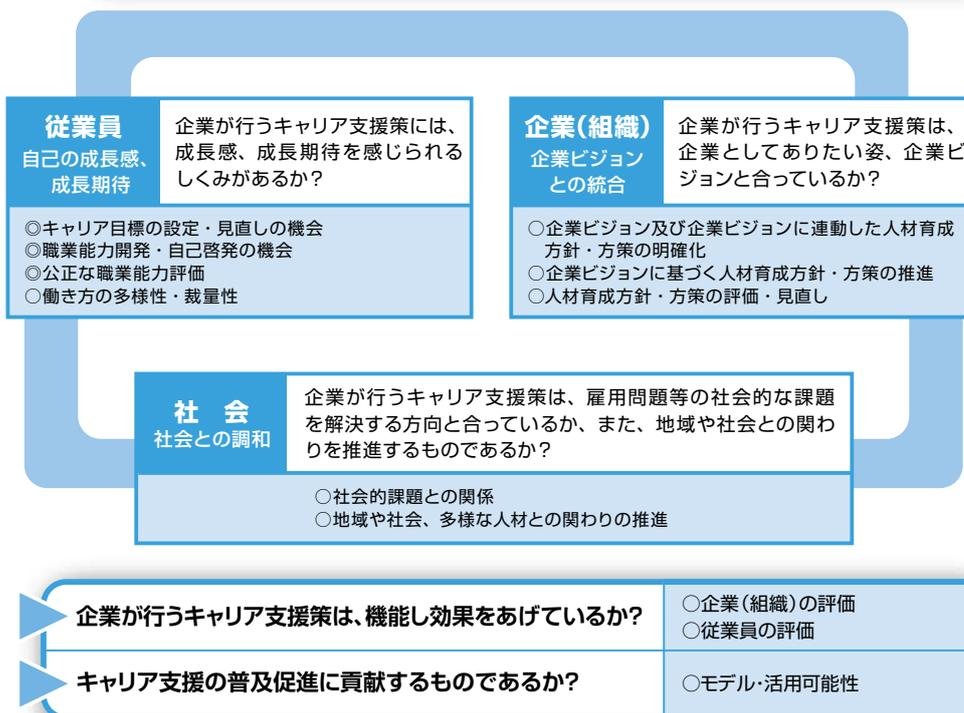 従業員
自己の成長感、
成長期待
企業が行うキャリア支援策には、
成長感、成長期待を感じられる
しくみがあるか?
◎キャリア目標の設定・見直しの機会
◎職業能力開発・自己啓発の機会
◎公正な職業能力評価
○働き方の多様性・裁量性
企業(組織)
企業ビジョン
との統合
企業が行うキャリア支援策は、
企業としてありたい姿、企業ビ
ジョンと合っているか?
○企業ビジョン及び企業ビジョンに連動した人材育成
方針・方策の明確化
○企業ビジョンに基づく人材育成方針・方策の推進
○人材育成方針・方策の評価・見直し
社 会
社会との調和
企業が行うキャリア支援策は、雇用問題等の社会的な課題
を解決する方向と合っているか、また、地域や社会との関わ
りを推進するものであるか?
○社会的課題との関係
○地域や社会、多様な人材との関わりの推進
企業が行うキャリア支援策は、機能し効果をあげているか?
○企業(組織)の評価
○従業員の評価
キャリア支援の普及促進に貢献するものであるか?
○モデル・活用可能性